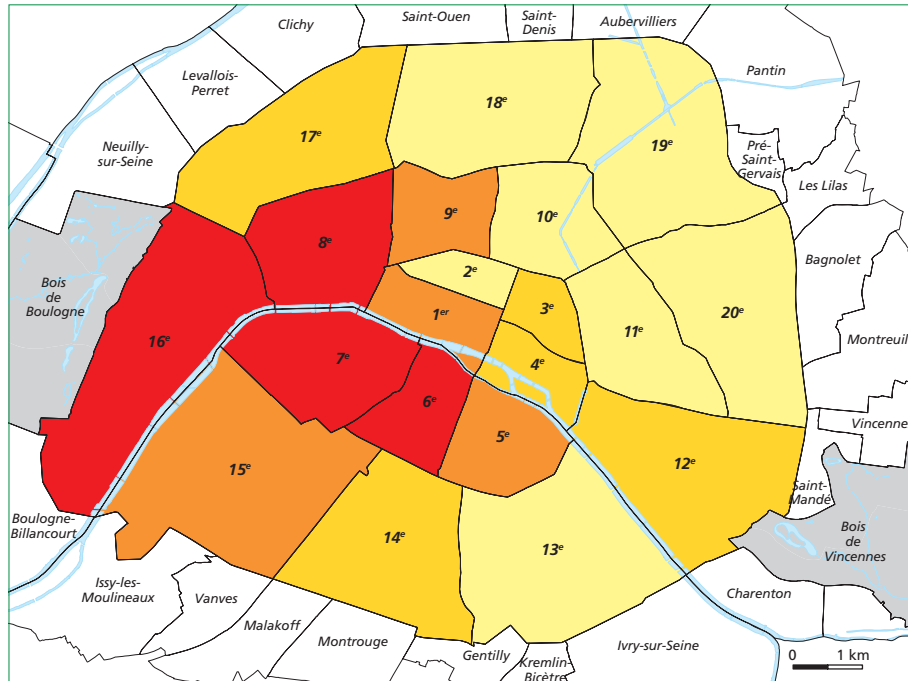 Clichy
Saint-Ouen
Saint-
Denis
Aubervilliers
Levallois-
Perret
Pantin
Neuilly-
sur-Seine
17e
18e
19e
Pré-
Saint-
Gervais
Les Lilas
8e
9e
10e
Bois
de
Boulogne
2e
Bagnolet
16e
1er
3e
11e
20e
Montreuil
7e
4e
6e
5e
Vincenne
15e
12e
Saint-
Mandé
Boulogne-
Billancourt
14e
13e
Bois
de
Vincennes
Issy-les-
Moulineaux
Vanves
Malakoff
Montrouge
Gentilly
Kremlin-
Bicètre
Ivry-sur-Seine
Charenton
0 1 km